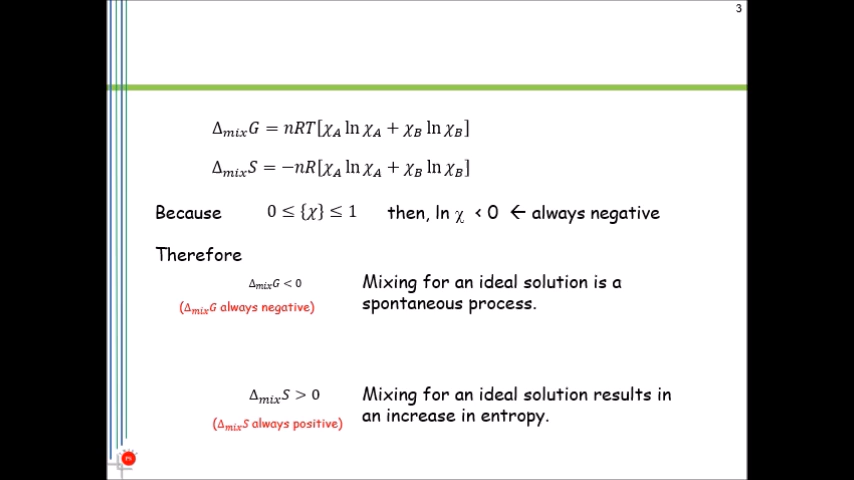 3
Δ_mix G = nRT[χ_A ln χ_A + χ_B ln χ_B]
Δ_mix S = −nR[χ_A ln χ_A + χ_B ln χ_B]
Because 0 ≤ {χ} ≤ 1 then, ln χ < 0 ← always negative
Therefore
Δ_mix G < 0 Mixing for an ideal solution is a
(Δ_mix G always negative) spontaneous process.
Δ_mix S > 0 Mixing for an ideal solution results in
(Δ_mix S always positive) an increase in entropy.